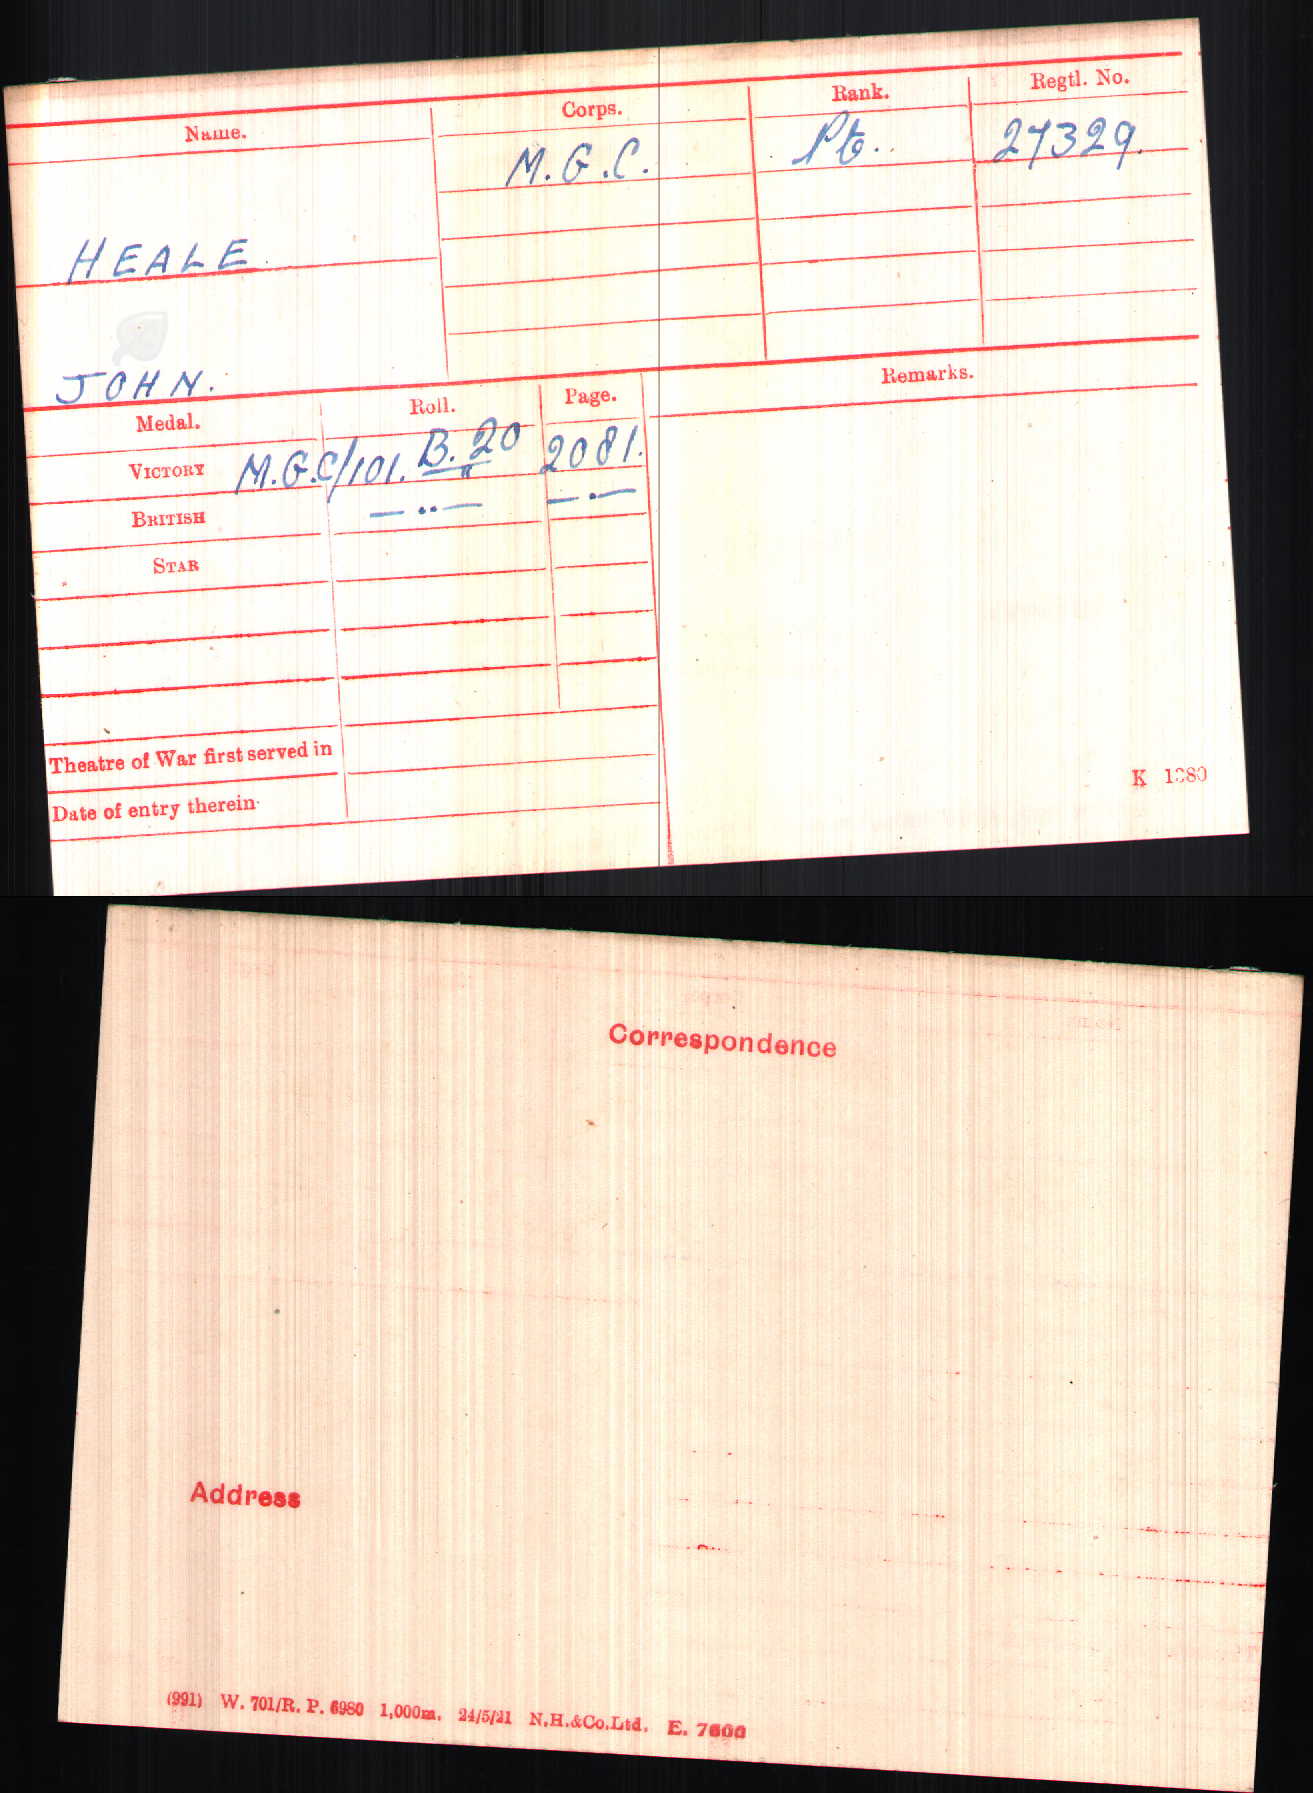 Name. Corps. Rank. Regtl. No.
M.G.C. Pte. 27329.
HEALE.
JOHN.
Medal. Roll. Page. Remarks.
VICTORY M.G.C/101. B.20 2081.
BRITISH —..— —.—
STAR
Theatre of War first served in
Date of entry therein
K 1380
Correspondence
Address
(991) W. 701/R. P. 6980 1,000m. 24/5/21 N.H.&Co.Ltd. E. 7600